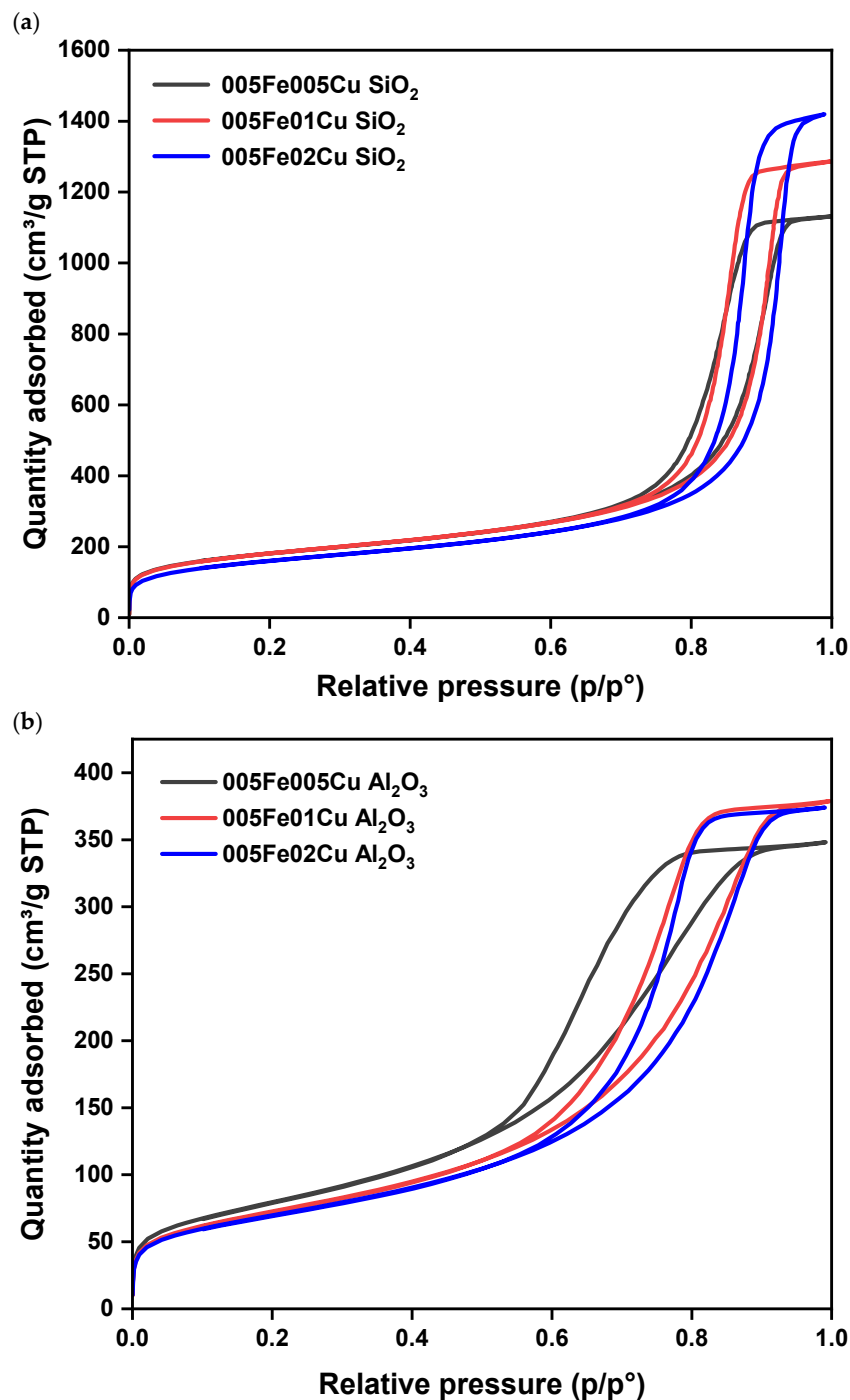 (a)
1600
1400
1200
1000
800
600
400
200
0
Quantity adsorbed (cm³/g STP)
005Fe005Cu SiO₂
005Fe01Cu SiO₂
005Fe02Cu SiO₂
0.0 0.2 0.4 0.6 0.8 1.0
Relative pressure (p/p°)
(b)
400
350
300
250
200
150
100
50
0
Quantity adsorbed (cm³/g STP)
005Fe005Cu Al₂O₃
005Fe01Cu Al₂O₃
005Fe02Cu Al₂O₃
0.0 0.2 0.4 0.6 0.8 1.0
Relative pressure (p/p°)